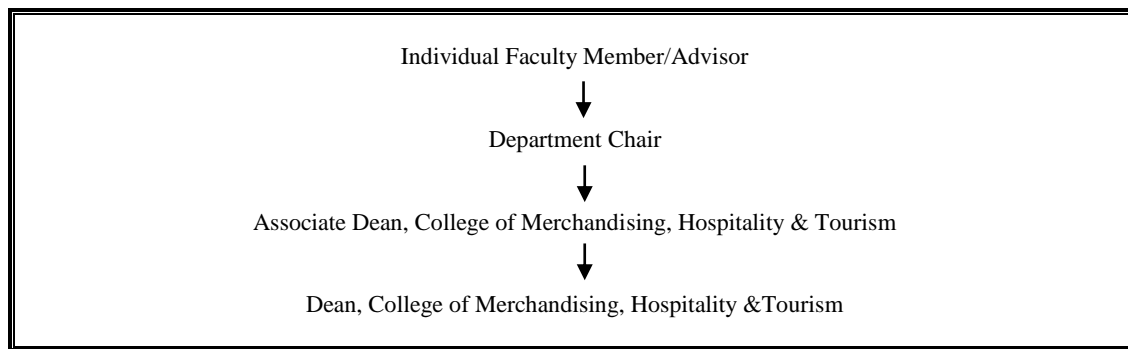 Individual Faculty Member/Advisor
Department Chair
Associate Dean, College of Merchandising, Hospitality & Tourism
Dean, College of Merchandising, Hospitality &Tourism